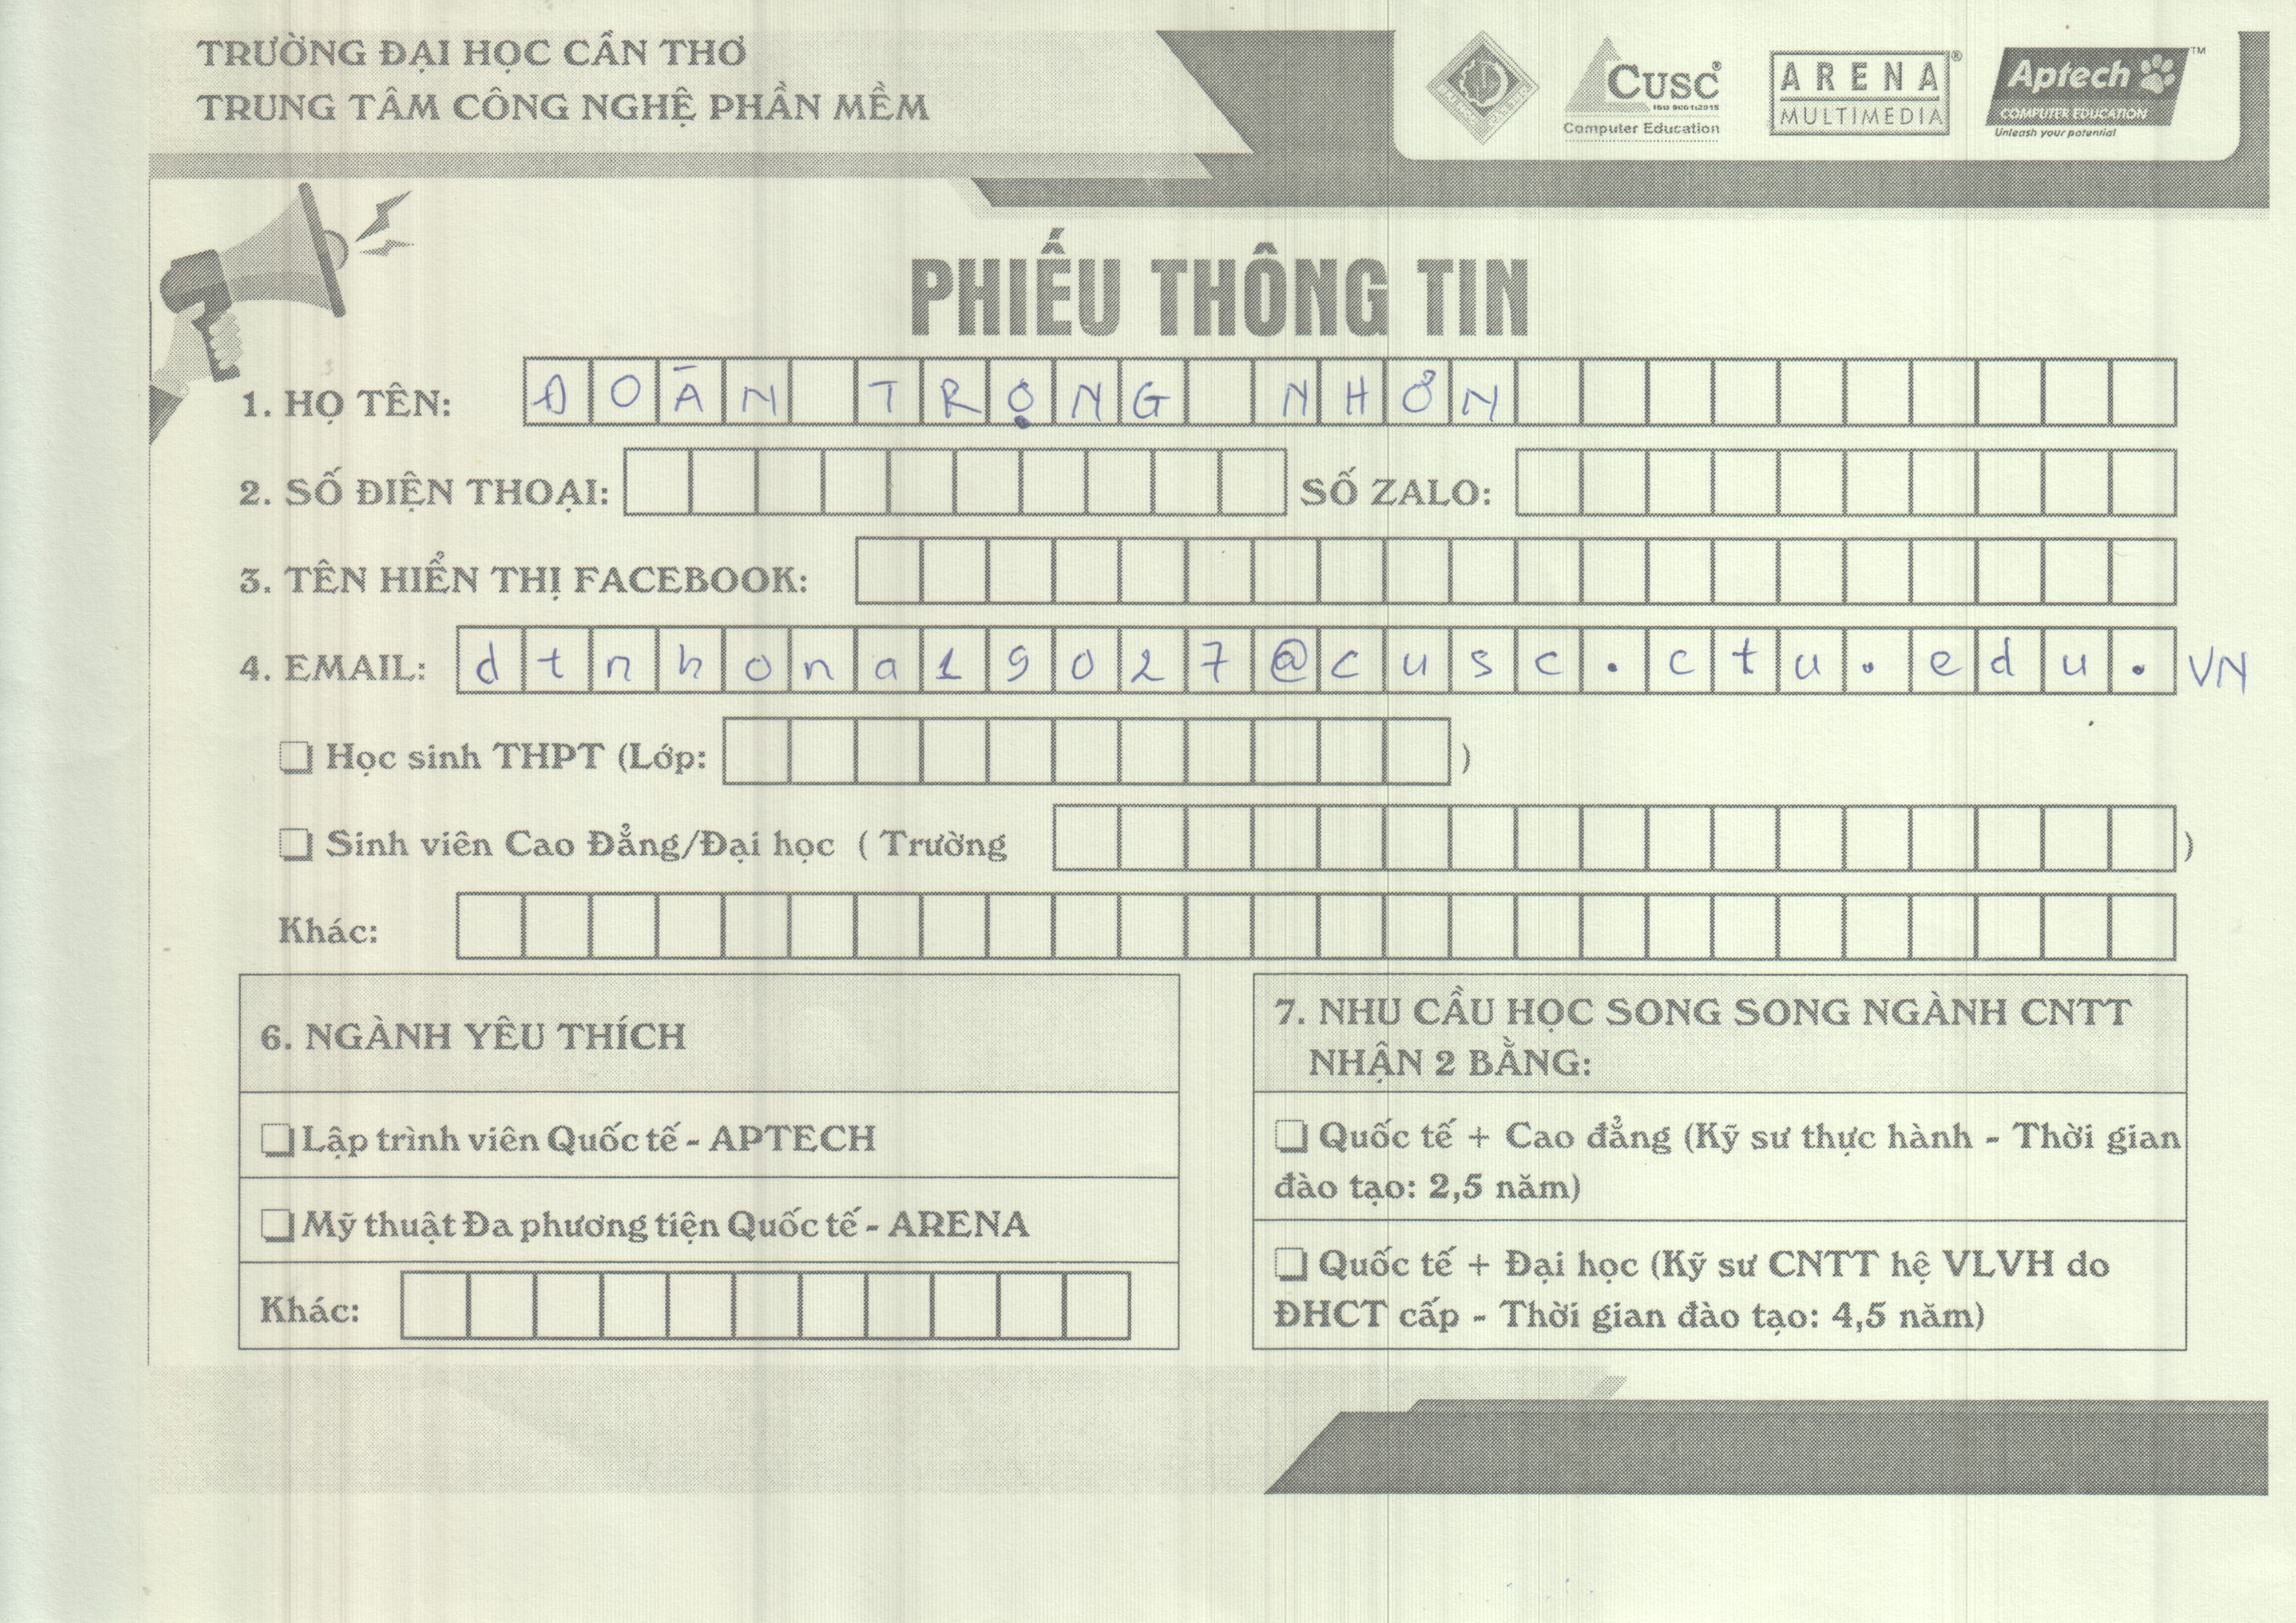 TRƯỜNG ĐẠI HỌC CẦN THƠ
TRUNG TÂM CÔNG NGHỆ PHẦN MỀM
CUSC®
ISO 9001:2015
Computer Education
ARENA®
MULTIMEDIA
Aptech™
COMPUTER EDUCATION
Unleash your potential
PHIẾU THÔNG TIN
1. HỌ TÊN: ĐOÀN TRỌNG NHƠN
2. SỐ ĐIỆN THOẠI: SỐ ZALO:
3. TÊN HIỂN THỊ FACEBOOK:
4. EMAIL: dtnhona19027@cusc.ctu.edu.VN
❑ Học sinh THPT (Lớp: )
❑ Sinh viên Cao Đẳng/Đại học ( Trường )
Khác:
6. NGÀNH YÊU THÍCH
❑ Lập trình viên Quốc tế - APTECH
❑ Mỹ thuật Đa phương tiện Quốc tế - ARENA
Khác:
7. NHU CẦU HỌC SONG SONG NGÀNH CNTT
NHẬN 2 BẰNG:
❑ Quốc tế + Cao đẳng (Kỹ sư thực hành - Thời gian
đào tạo: 2,5 năm)
❑ Quốc tế + Đại học (Kỹ sư CNTT hệ VLVH do
ĐHCT cấp - Thời gian đào tạo: 4,5 năm)